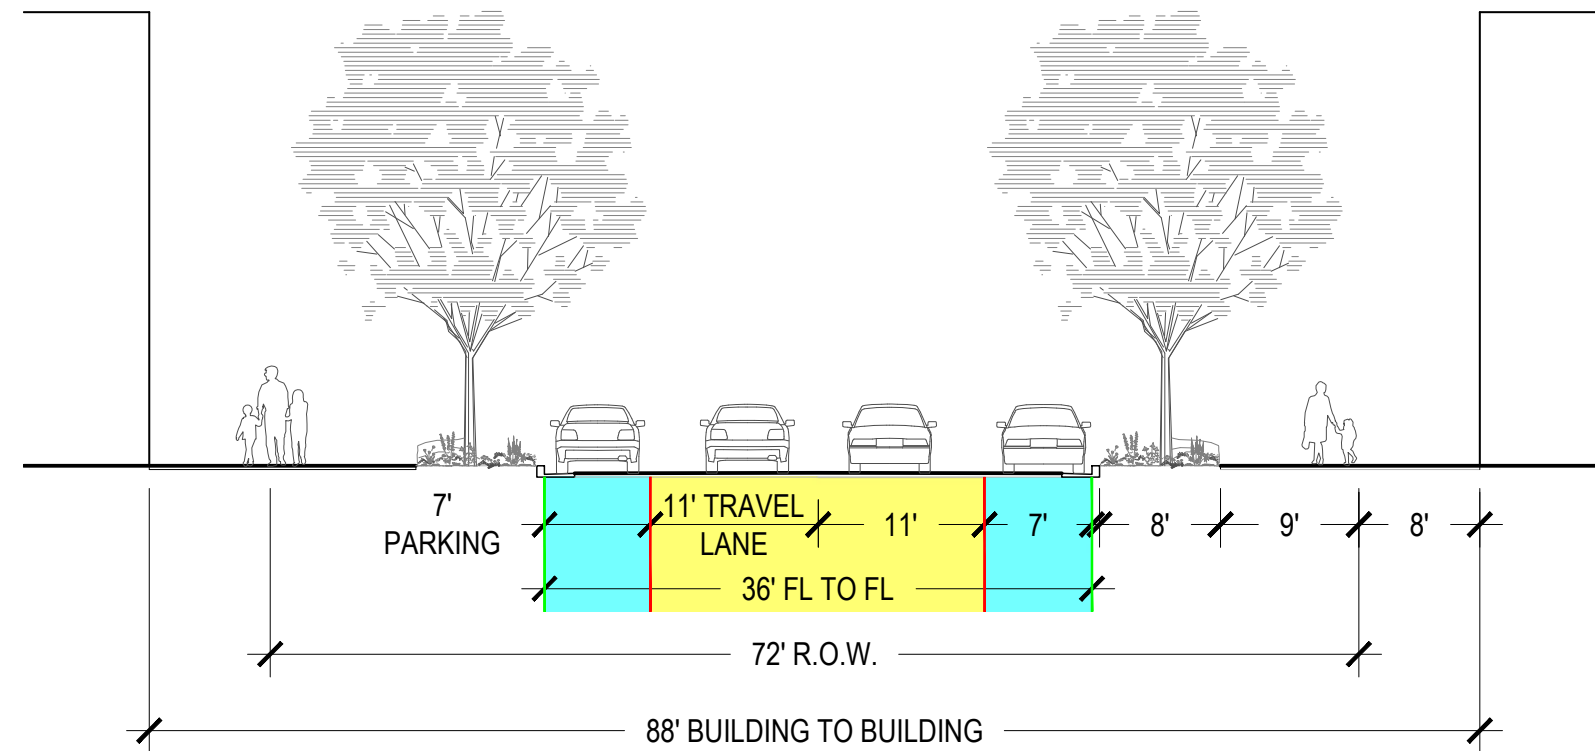 7'
PARKING
11' TRAVEL
LANE
11'
7'
8'
9'
8'
36' FL TO FL
72' R.O.W.
88' BUILDING TO BUILDING